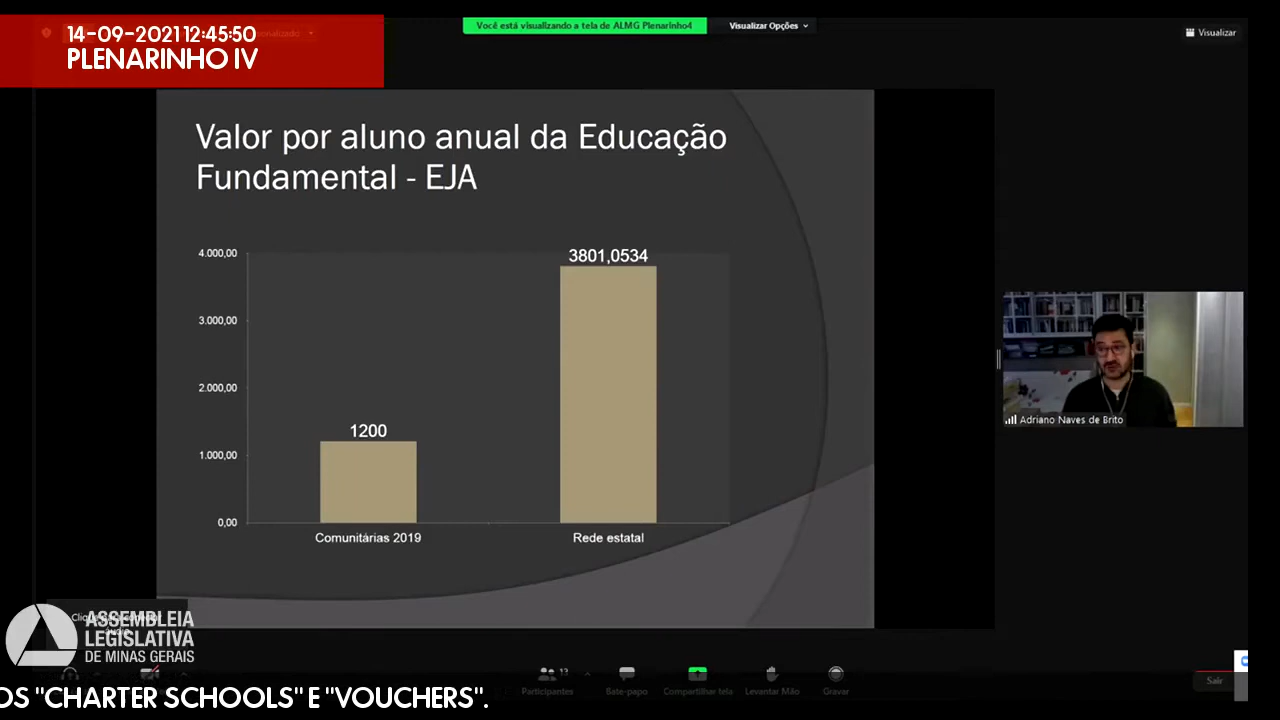 14-09-2021 12:45:50
PLENARINHO IV
Você está visualizando a tela de ALMG Plenarinho4
Visualizar Opções
Visualizar
Valor por aluno anual da Educação
Fundamental - EJA
4.000,00
3.000,00
2.000,00
1.000,00
0,00
1200
3801,0534
Comunitárias 2019
Rede estatal
Adriano Naves de Brito
ASSEMBLEIA
LEGISLATIVA
DE MINAS GERAIS
13
Participantes
Bate-papo
Compartilhar tela
Levantar Mão
Gravar
Sair
OS "CHARTER SCHOOLS" E "VOUCHERS".